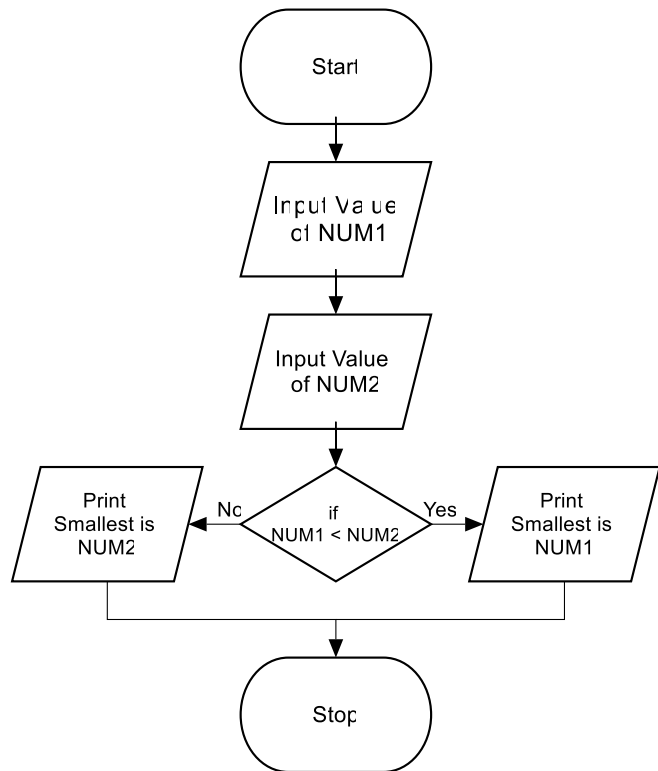 Start
Input Value
of NUM1
Input Value
of NUM2
No
if
NUM1 < NUM2
Yes
Print
Smallest is
NUM2
Print
Smallest is
NUM1
Stop